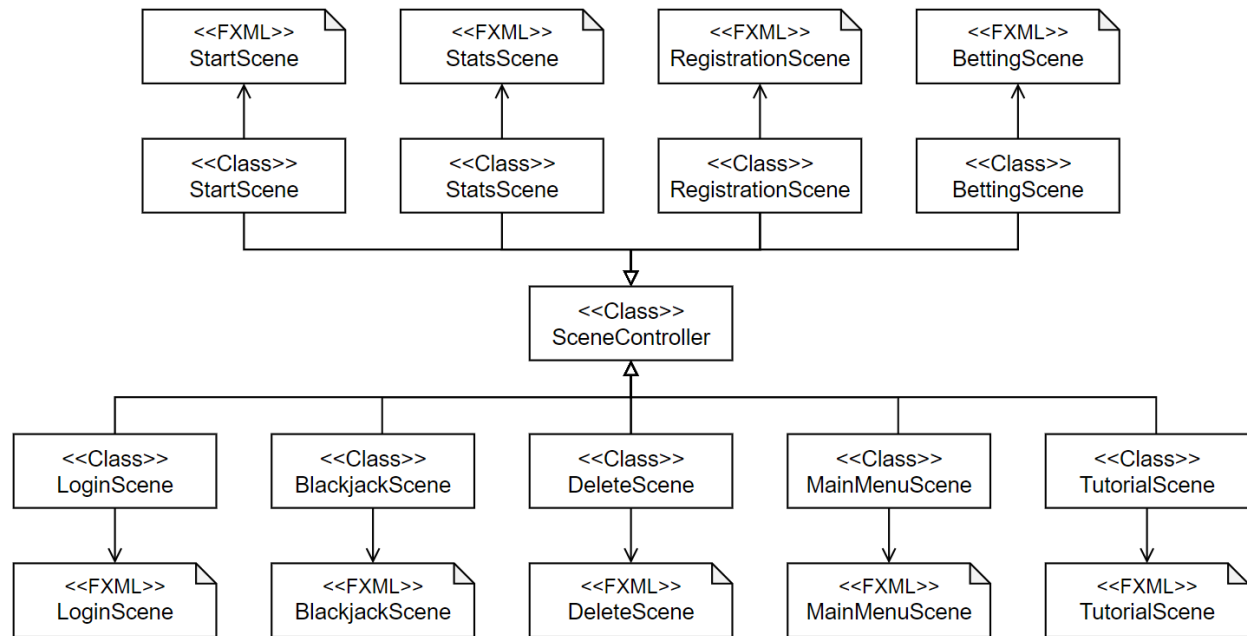 <<FXML>>
StartScene
<<FXML>>
StatsScene
<<FXML>>
RegistrationScene
<<FXML>>
BettingScene
<<Class>>
StartScene
<<Class>>
StatsScene
<<Class>>
RegistrationScene
<<Class>>
BettingScene
<<Class>>
SceneController
<<Class>>
LoginScene
<<Class>>
BlackjackScene
<<Class>>
DeleteScene
<<Class>>
MainMenuScene
<<Class>>
TutorialScene
<<FXML>>
LoginScene
<<FXML>>
BlackjackScene
<<FXML>>
DeleteScene
<<FXML>>
MainMenuScene
<<FXML>>
TutorialScene